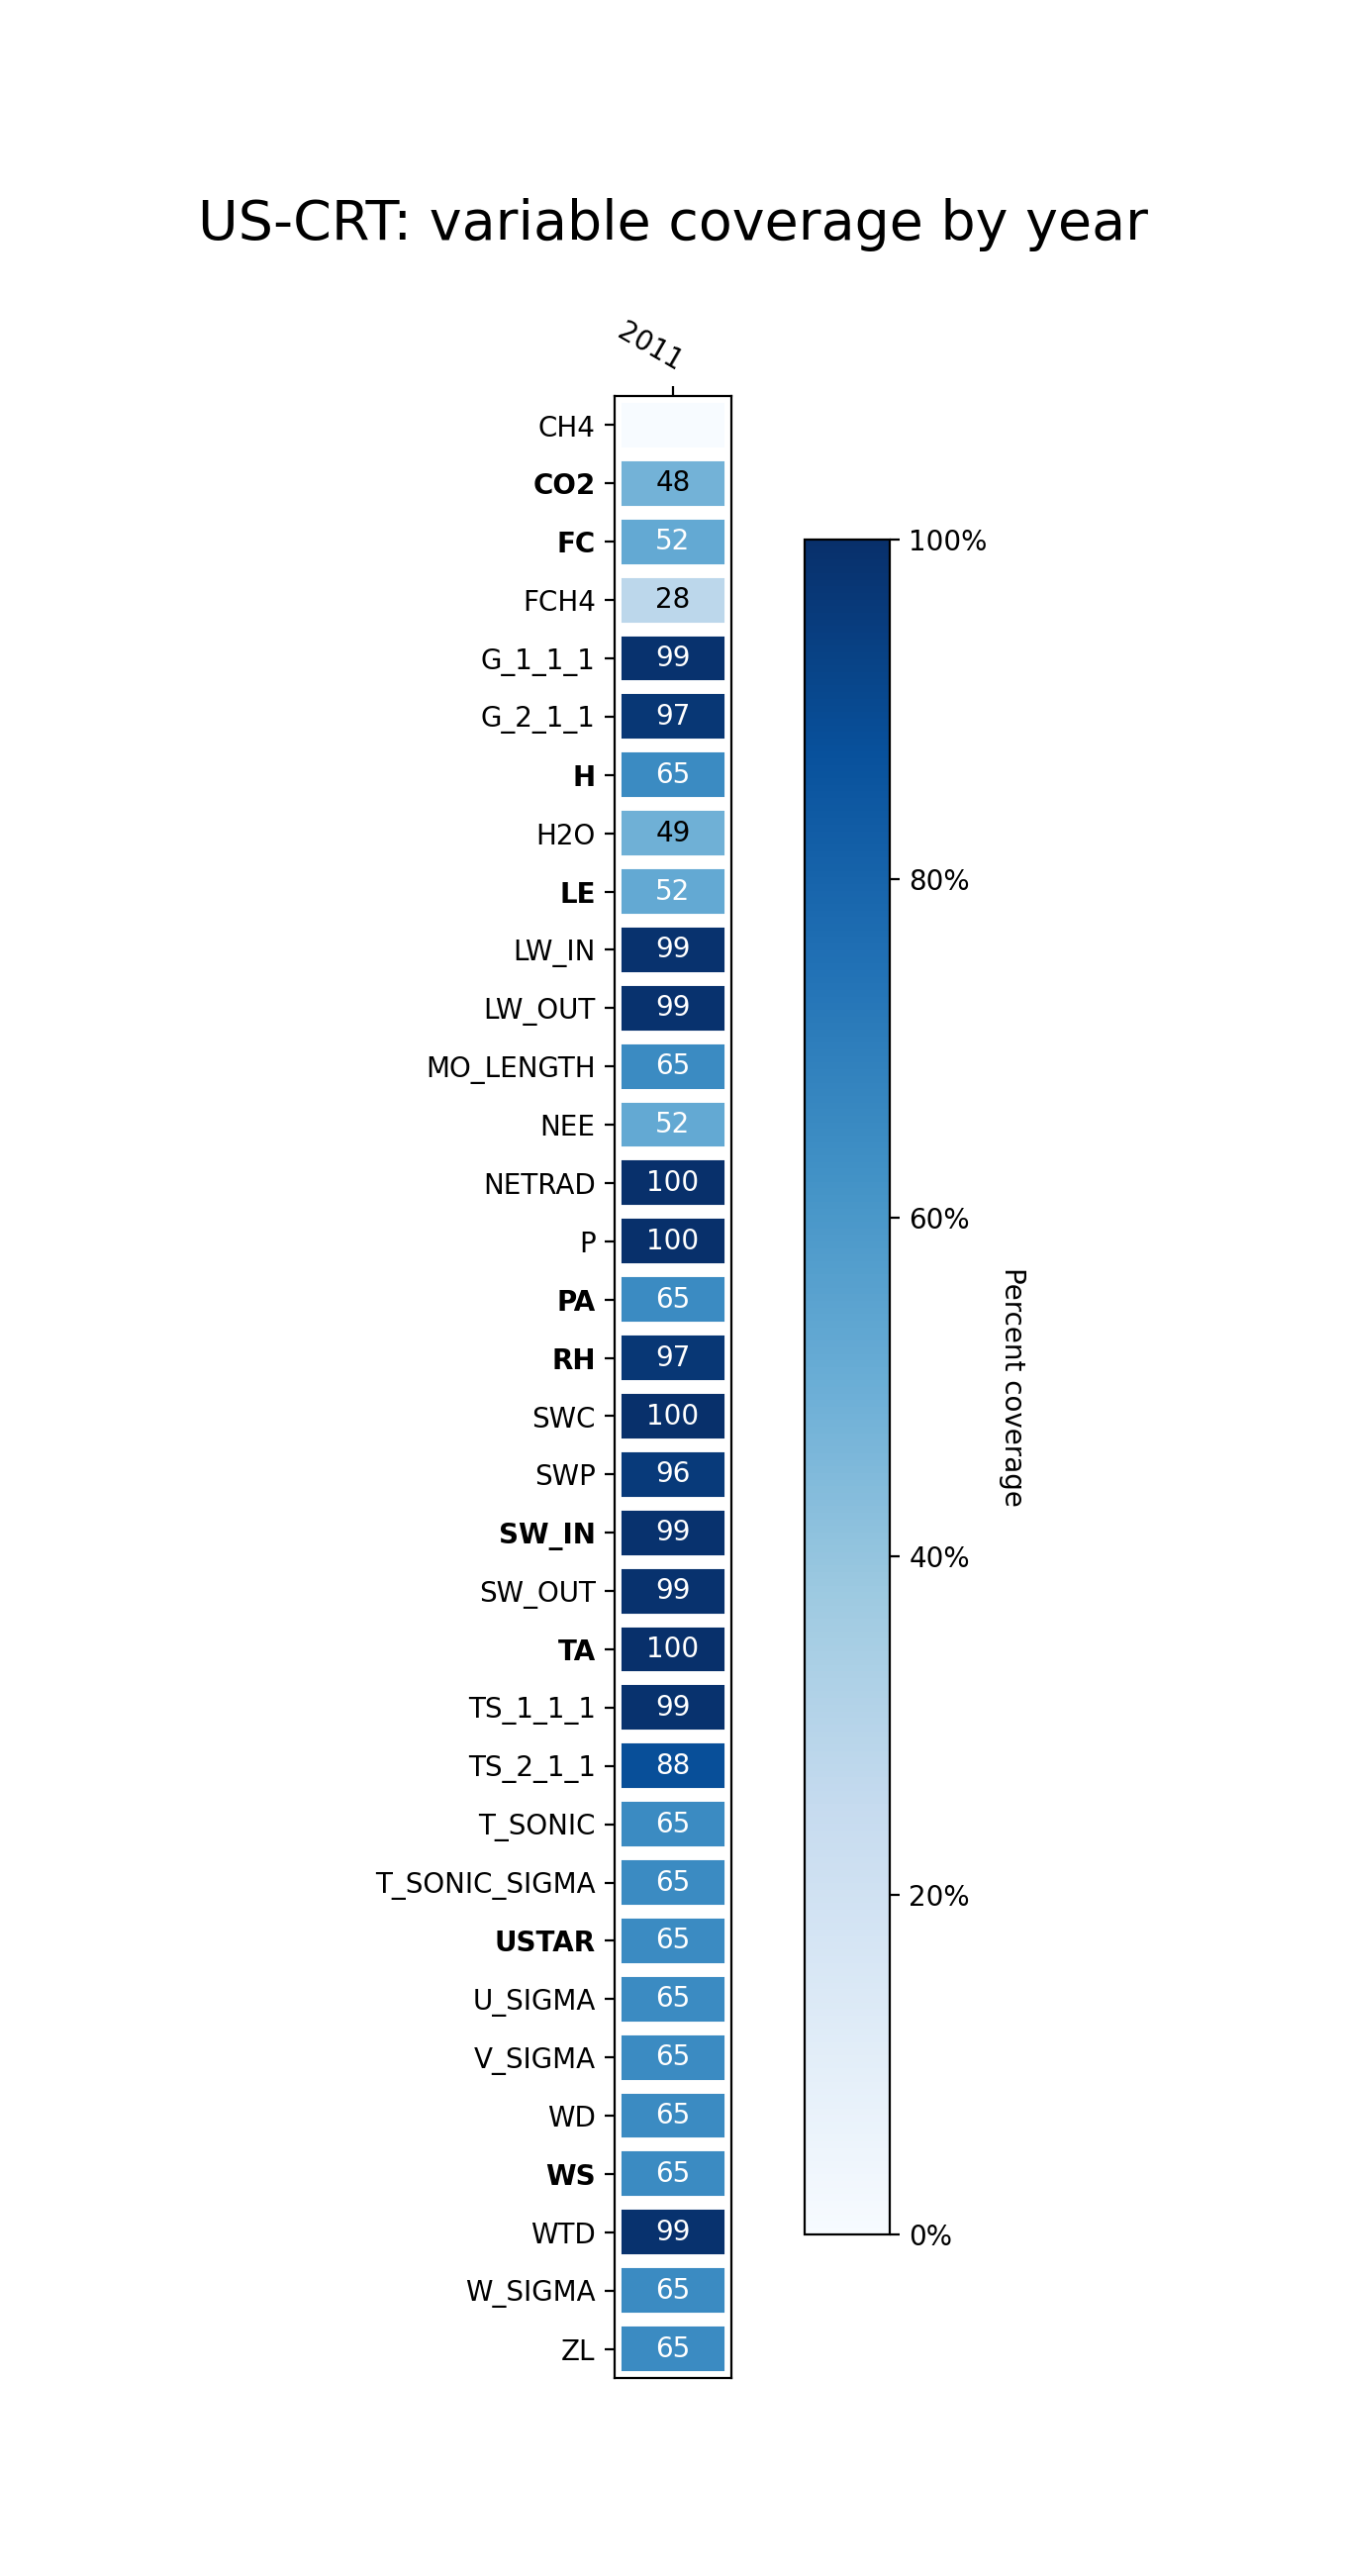 US-CRT: variable coverage by year
2011
CH4
CO2 48
FC 52
FCH4 28
G_1_1_1 99
G_2_1_1 97
H 65
H2O 49
LE 52
LW_IN 99
LW_OUT 99
MO_LENGTH 65
NEE 52
NETRAD 100
P 100
PA 65
RH 97
SWC 100
SWP 96
SW_IN 99
SW_OUT 99
TA 100
TS_1_1_1 99
TS_2_1_1 88
T_SONIC 65
T_SONIC_SIGMA 65
USTAR 65
U_SIGMA 65
V_SIGMA 65
WD 65
WS 65
WTD 99
W_SIGMA 65
ZL 65
100%
80%
60%
40%
20%
0%
Percent coverage